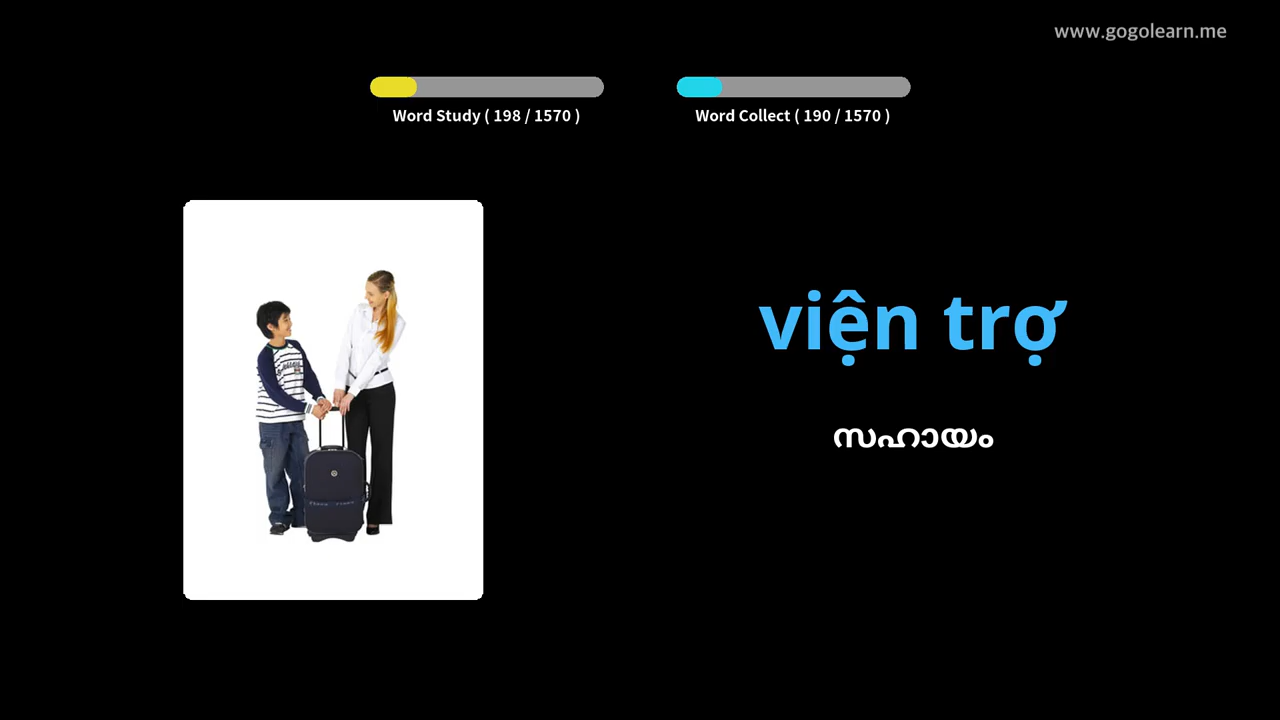 www.gogolearn.me
Word Study ( 198 / 1570 )
Word Collect ( 190 / 1570 )
viện trợ
സഹായം